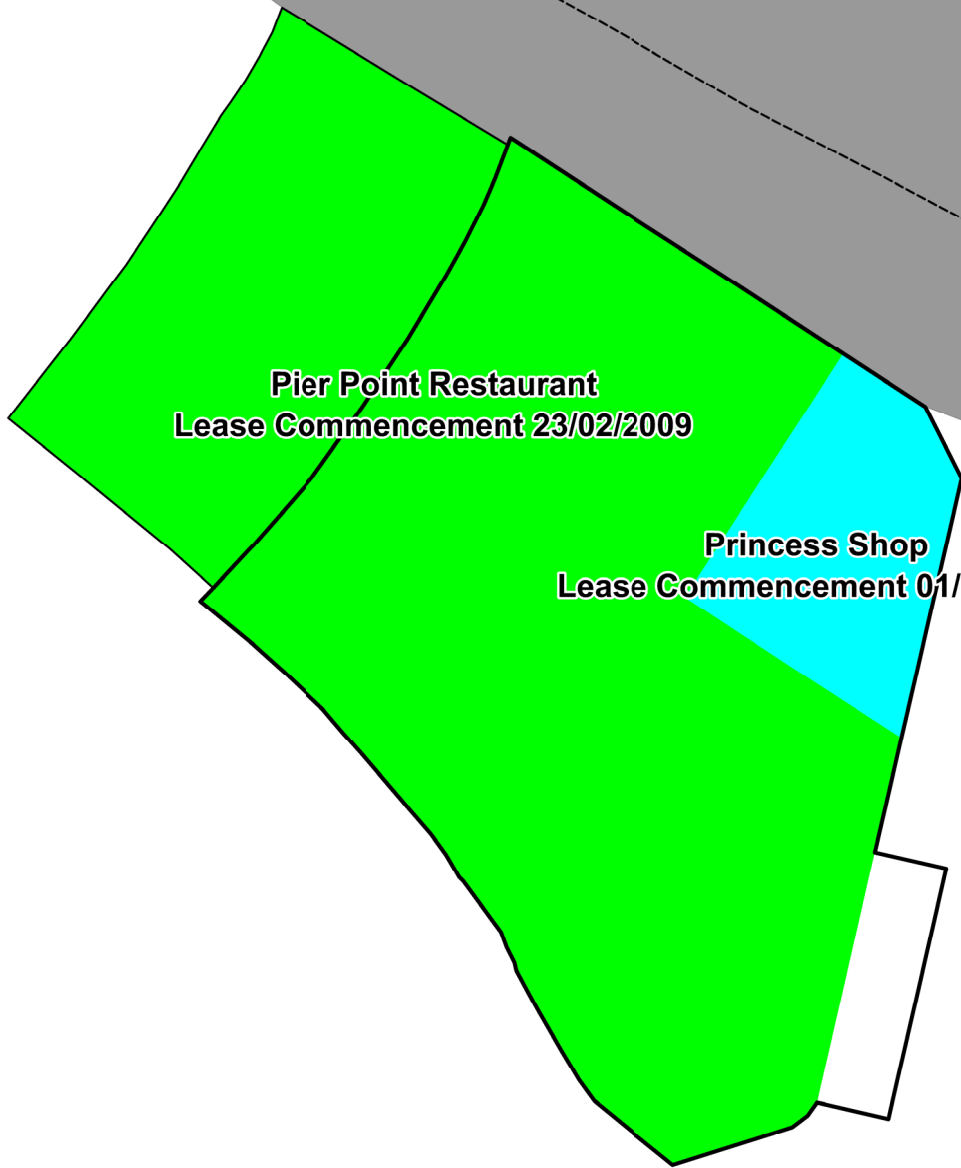 Pier Point Restaurant
Lease Commencement 23/02/2009
Princess Shop
Lease Commencement 01/